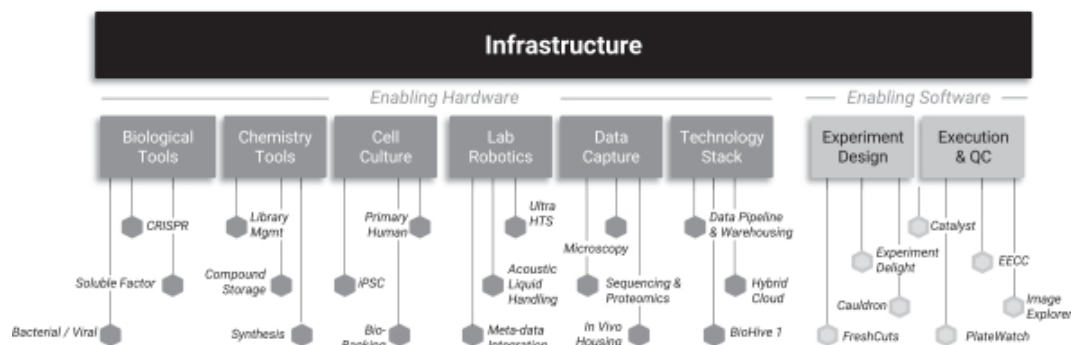 Infrastructure
Enabling Hardware
Enabling Software
Biological
Tools
Chemistry
Tools
Cell
Culture
Lab
Robotics
Data
Capture
Technology
Stack
Experiment
Design
Execution
& QC
CRISPR
Soluble Factor
Bacterial / Viral
Library
Mgmt
Compound
Storage
Synthesis
Primary
Human
iPSC
Bio-
Banking
Ultra
HTS
Acoustic
Liquid
Handling
Meta-data
Integration
Microscopy
Sequencing &
Proteomics
In Vivo
Housing
Data Pipeline
& Warehousing
Hybrid
Cloud
BioHive 1
Experiment
Delight
Cauldron
FreshCuts
Catalyst
EECC
Image
Explorer
PlateWatch